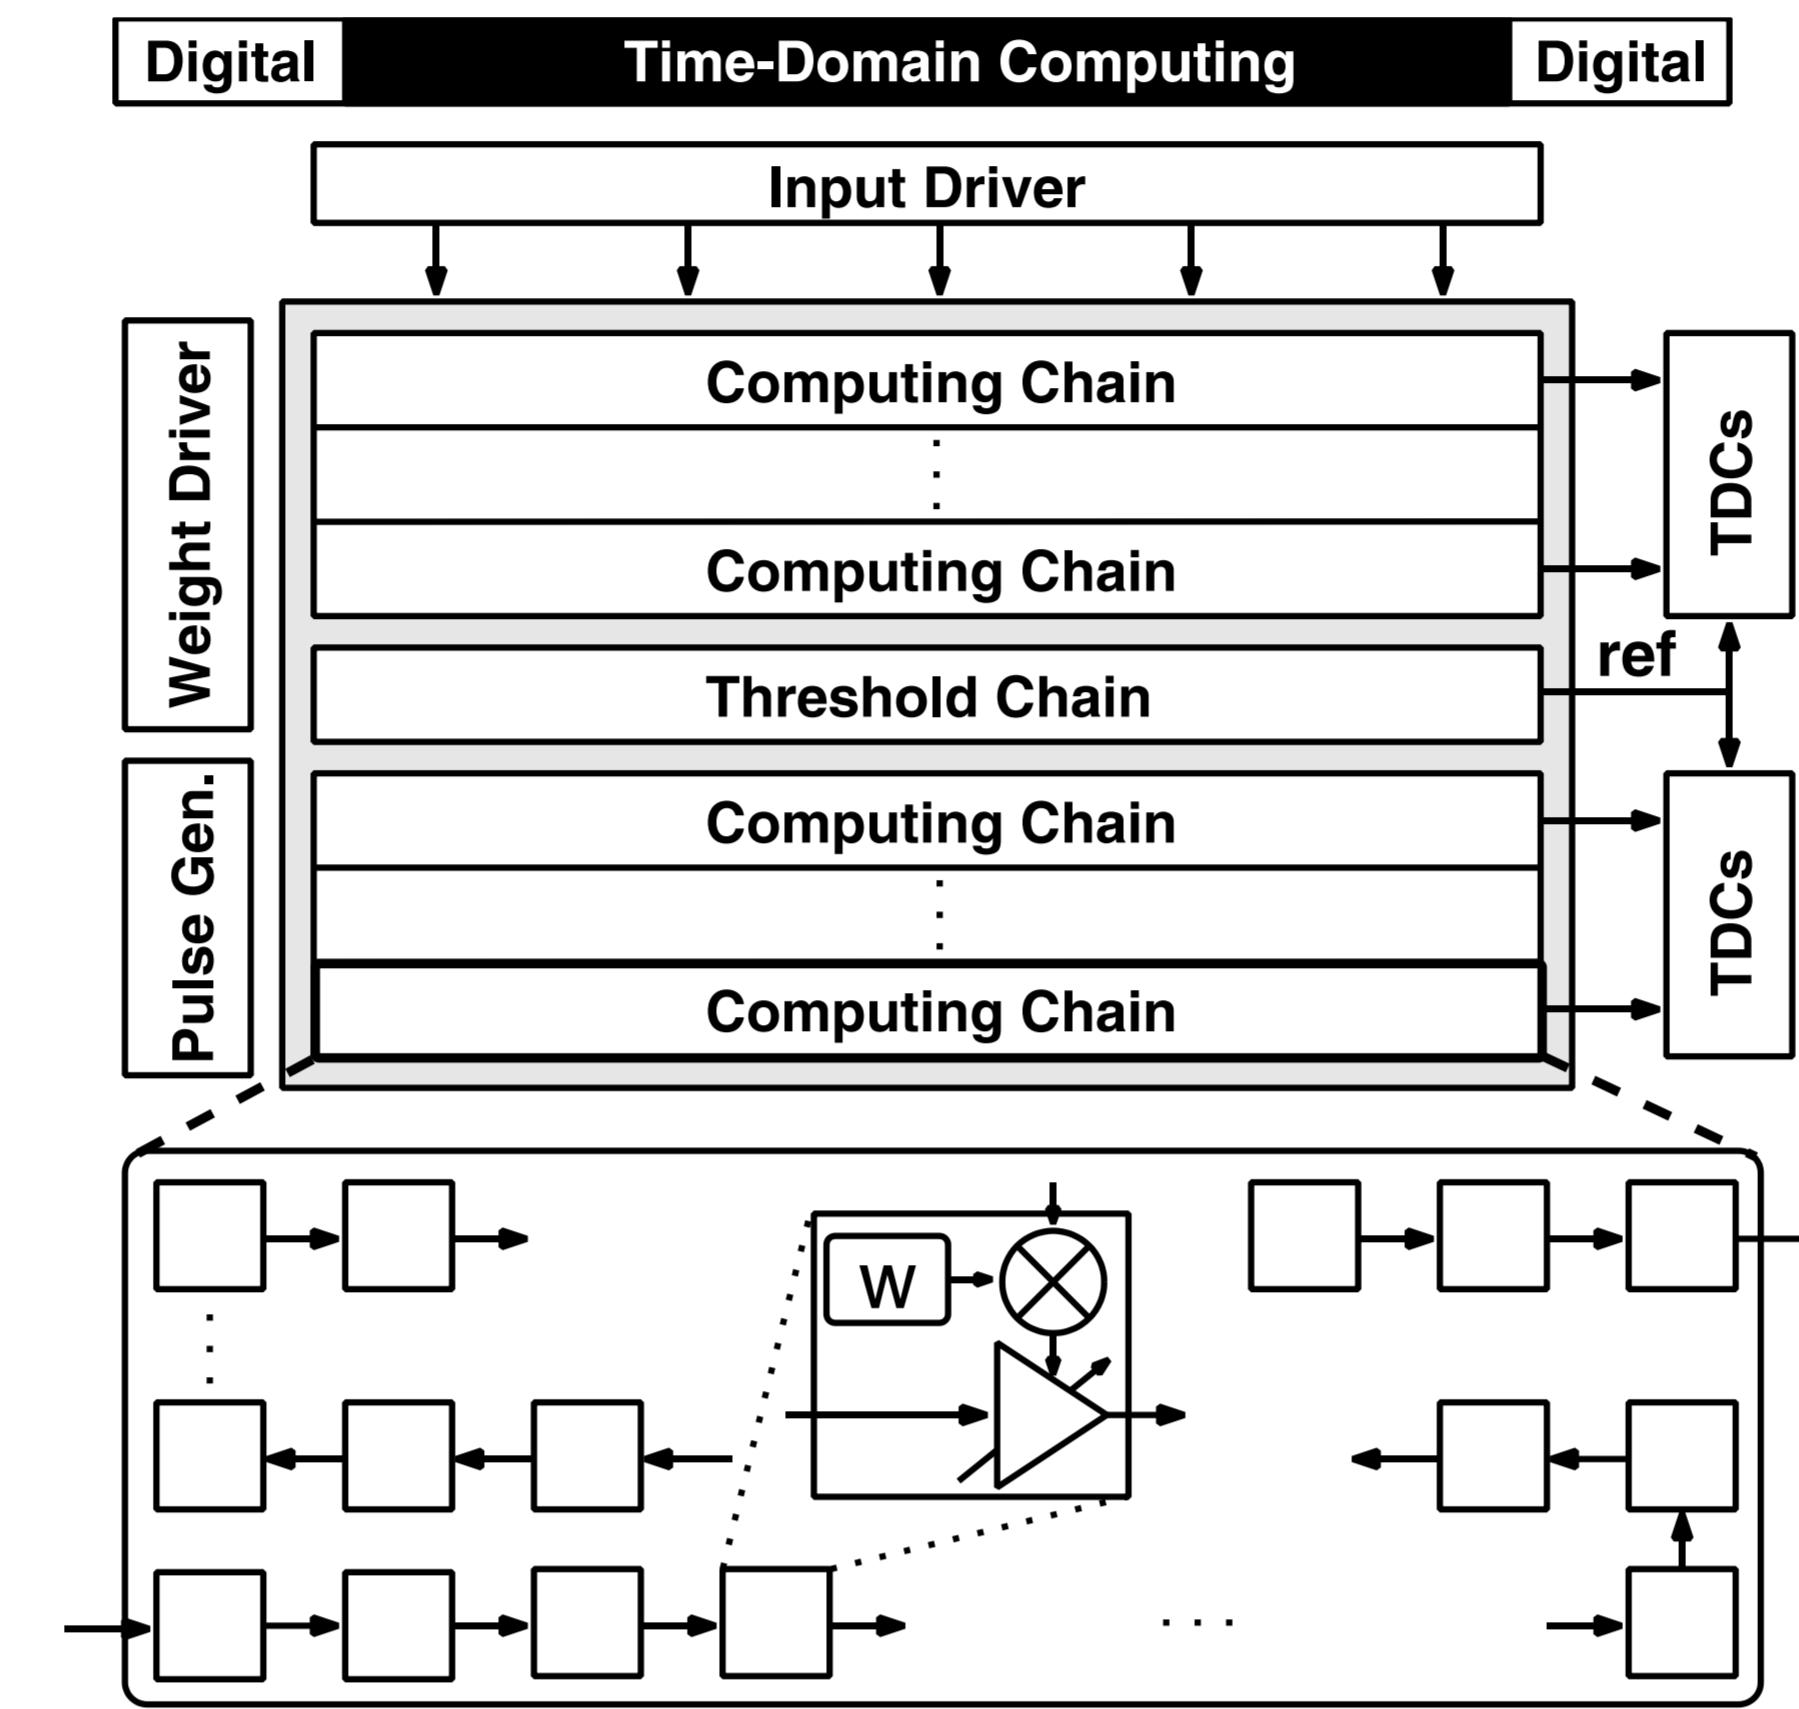 Digital
Time-Domain Computing
Digital
Input Driver
Weight Driver
Computing Chain
TDCs
Computing Chain
ref
Threshold Chain
Pulse Gen.
Computing Chain
TDCs
Computing Chain
W